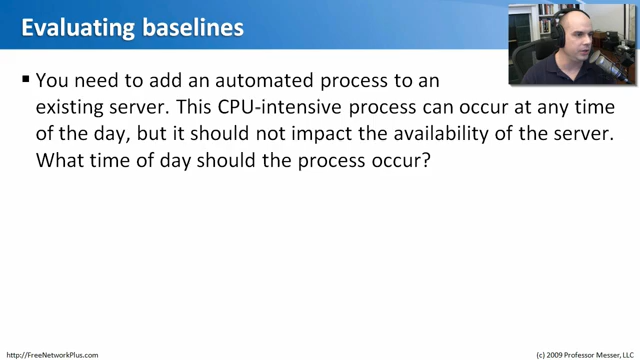 Evaluating baselines
You need to add an automated process to an
existing server. This CPU-intensive process can occur at any time
of the day, but it should not impact the availability of the server.
What time of day should the process occur?
http://FreeNetworkPlus.com
(c) 2009 Professor Messer, LLC